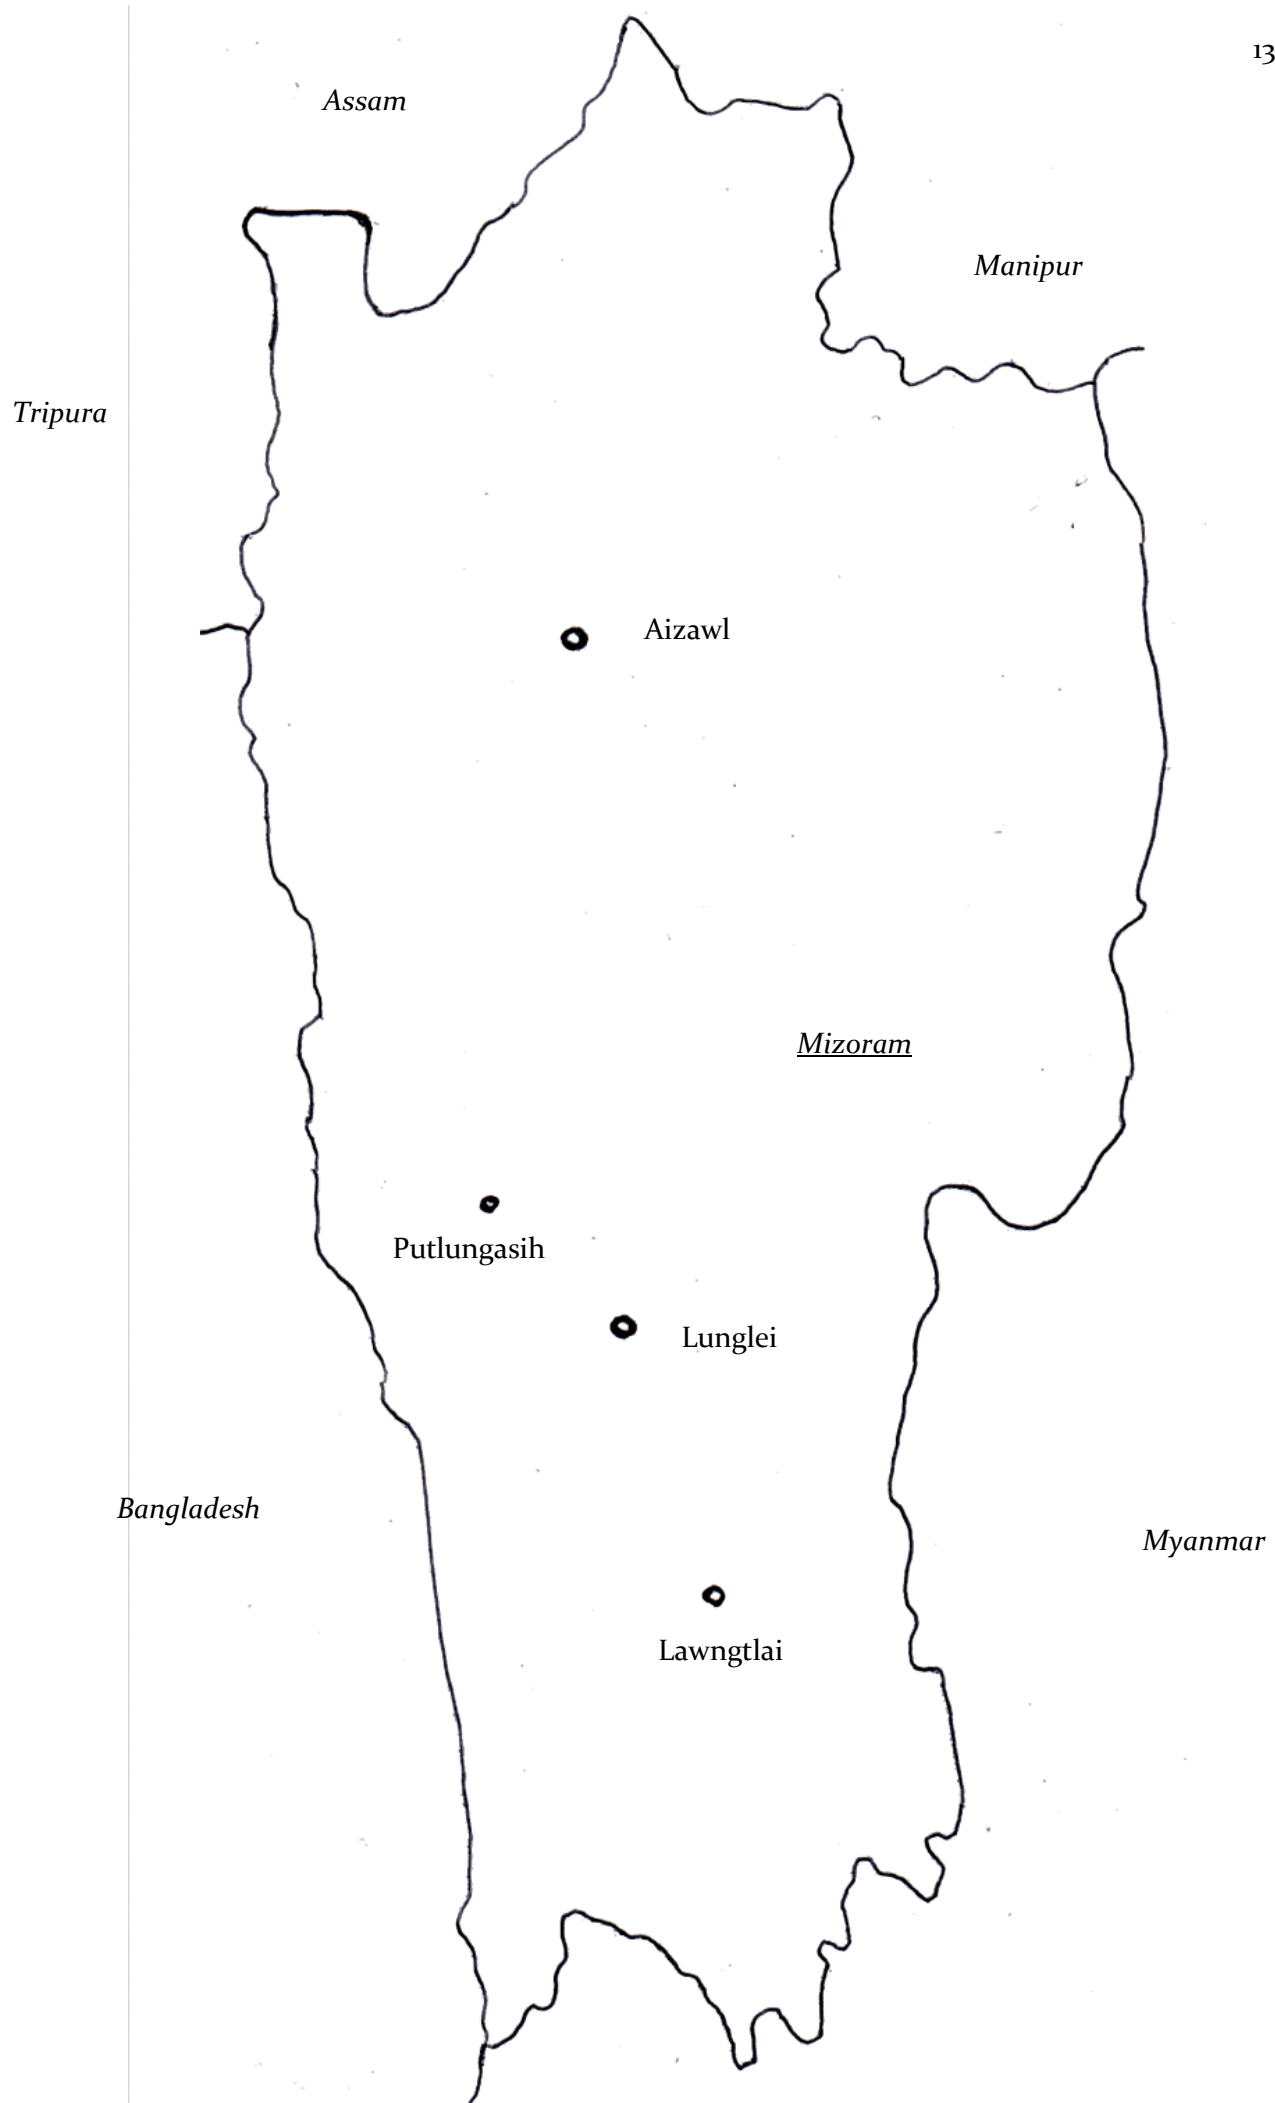 13
Assam
Manipur
Tripura
Aizawl
Mizoram
Putlungasih
Lunglei
Bangladesh
Myanmar
Lawngtlai